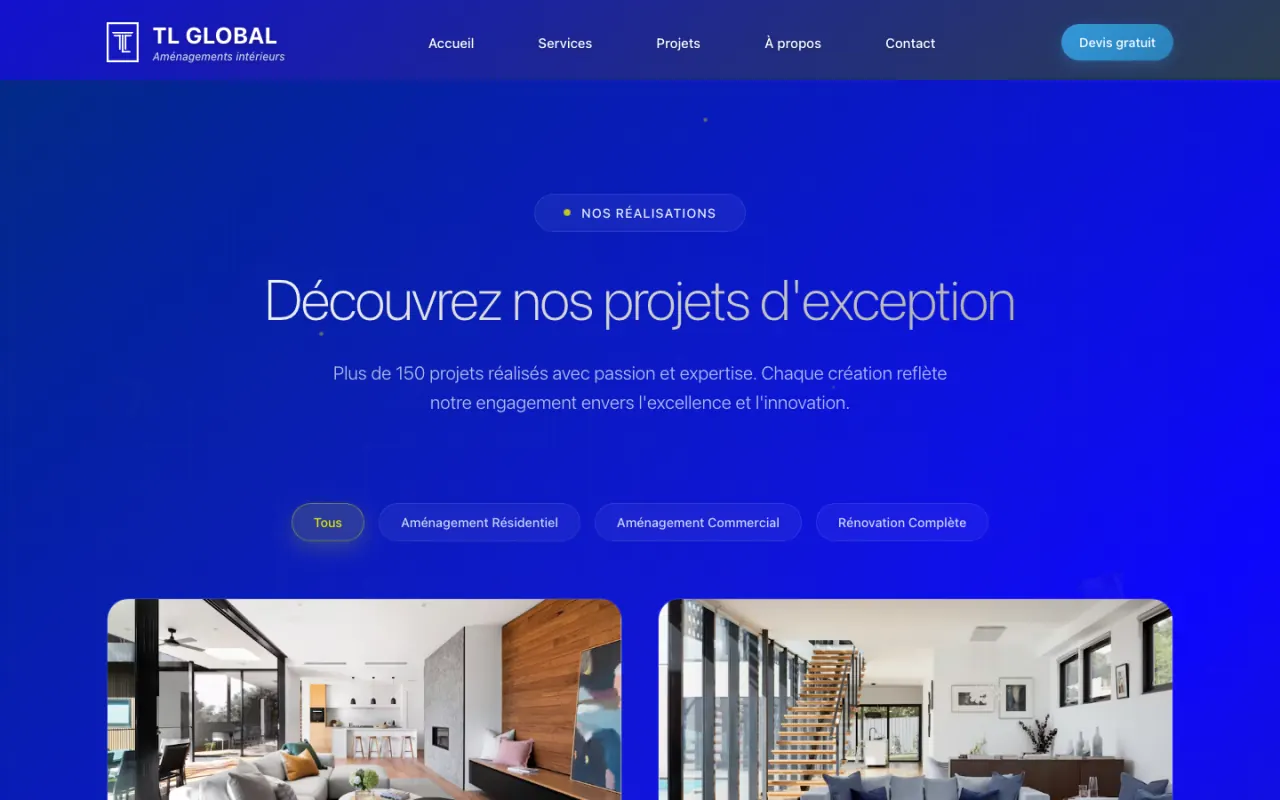 TL GLOBAL
Aménagements intérieurs
Accueil
Services
Projets
À propos
Contact
Devis gratuit
NOS RÉALISATIONS
Découvrez nos projets d'exception
Plus de 150 projets réalisés avec passion et expertise. Chaque création reflète
notre engagement envers l'excellence et l'innovation.
Tous
Aménagement Résidentiel
Aménagement Commercial
Rénovation Complète